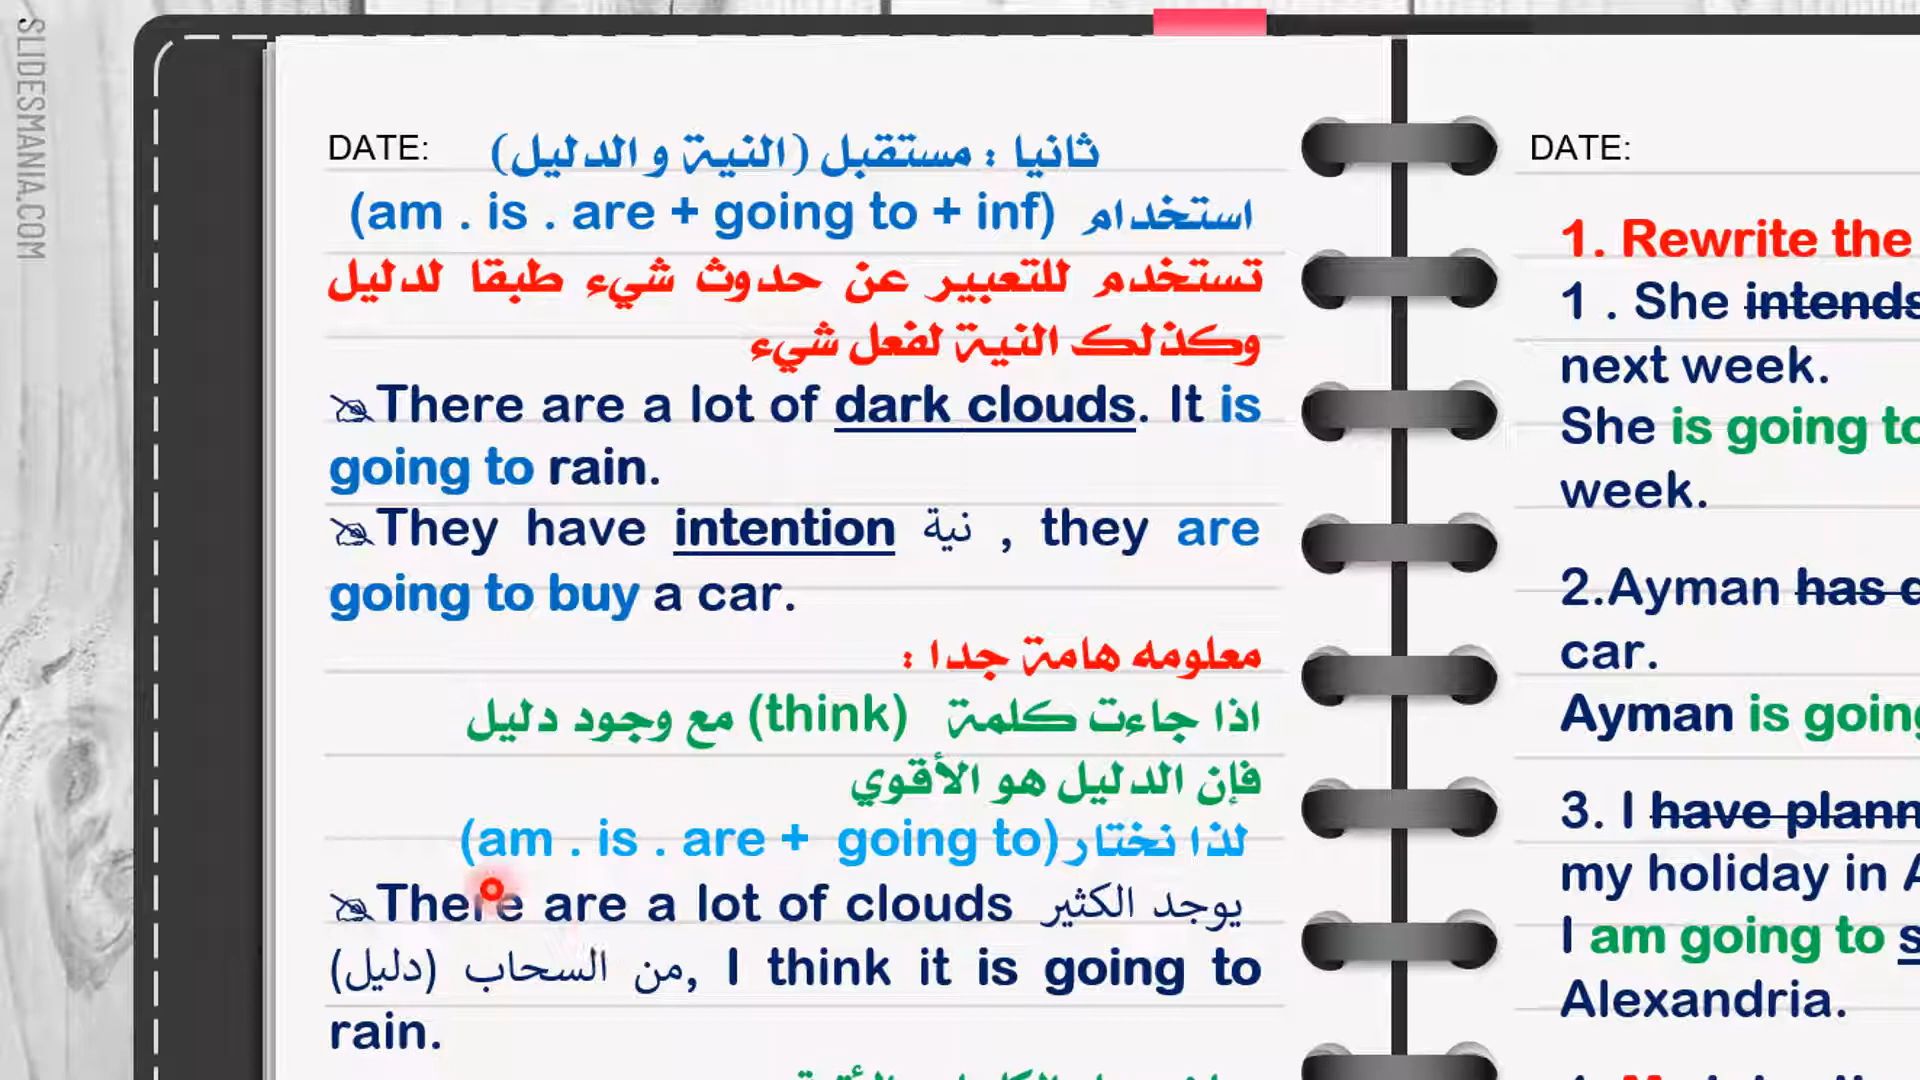 SLIDESMANIA.COM
DATE:
ثانيا : مستقبل (النية و الدليل)
استخدام (am . is . are + going to + inf)
تستخدم للتعبير عن حدوث شيء طبقا لدليل
وكذلك النية لفعل شيء
There are a lot of dark clouds. It is
going to rain.
They have intention نية , they are
going to buy a car.
معلومه هامة جدا :
اذا جاءت كلمة (think) مع وجود دليل
فإن الدليل هو الأقوي
لذا نختار (am . is . are + going to)
There are a lot of clouds يوجد الكثير
من السحاب (دليل), I think it is going to
rain.
DATE:
1. Rewrite the
1 . She intends
next week.
She is going to
week.
2.Ayman has
car.
Ayman is going
3. I have plann
my holiday in A
I am going to s
Alexandria.